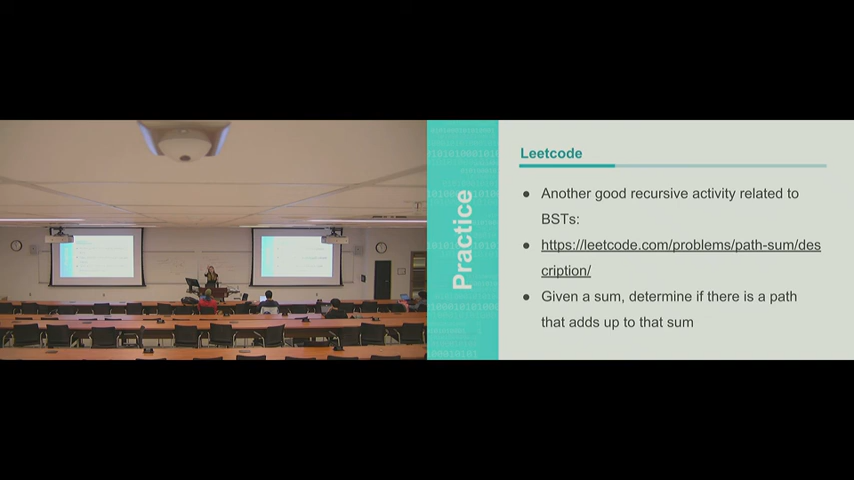 Practice
Leetcode
● Another good recursive activity related to
BSTs:
● https://leetcode.com/problems/path-sum/des
cription/
● Given a sum, determine if there is a path
that adds up to that sum